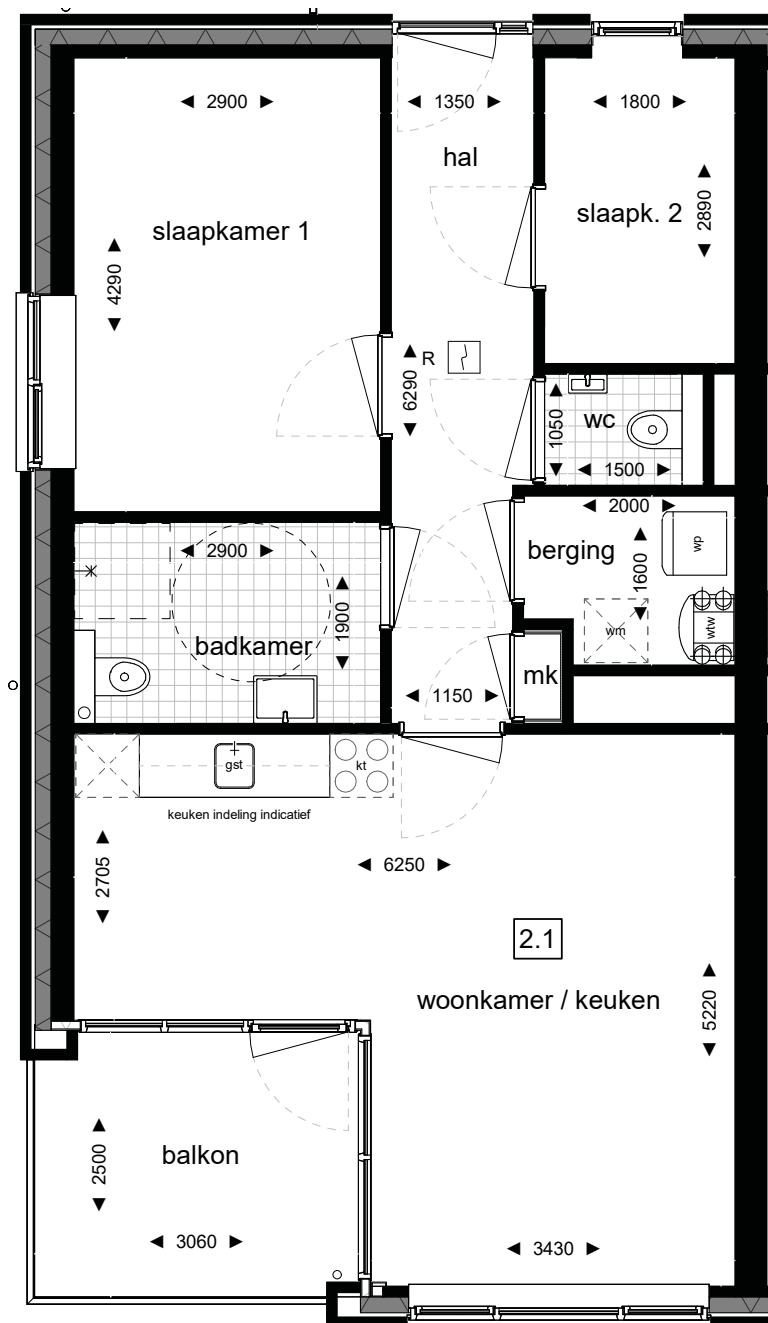 2900
1350
1800
hal
slaapkamer 1
slaapk. 2
2890
4290
R
6290
wc
1050
1500
2000
berging
wp
1600
2900
1900
badkamer
wm
wtw
mk
1150
gst
kt
keuken indeling indicatief
2705
6250
2.1
woonkamer / keuken
5220
balkon
2500
3060
3430